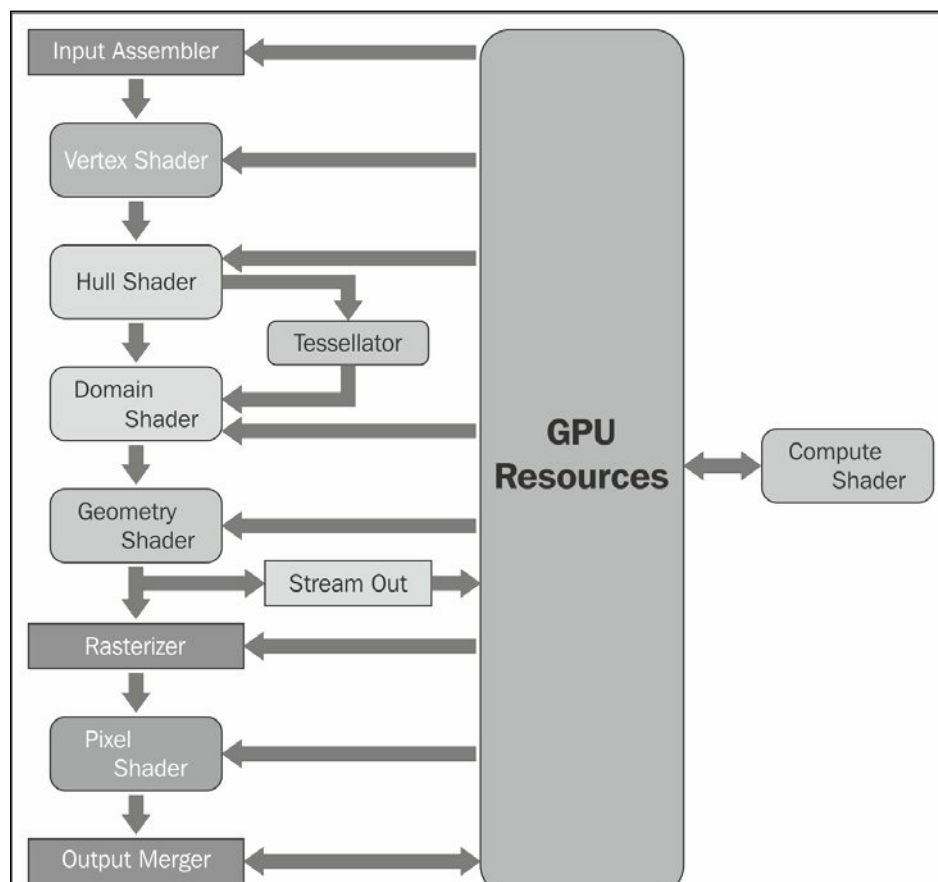 Input Assembler
Vertex Shader
Hull Shader
Tessellator
Domain
Shader
GPU
Resources
Compute
Shader
Geometry
Shader
Stream Out
Rasterizer
Pixel
Shader
Output Merger